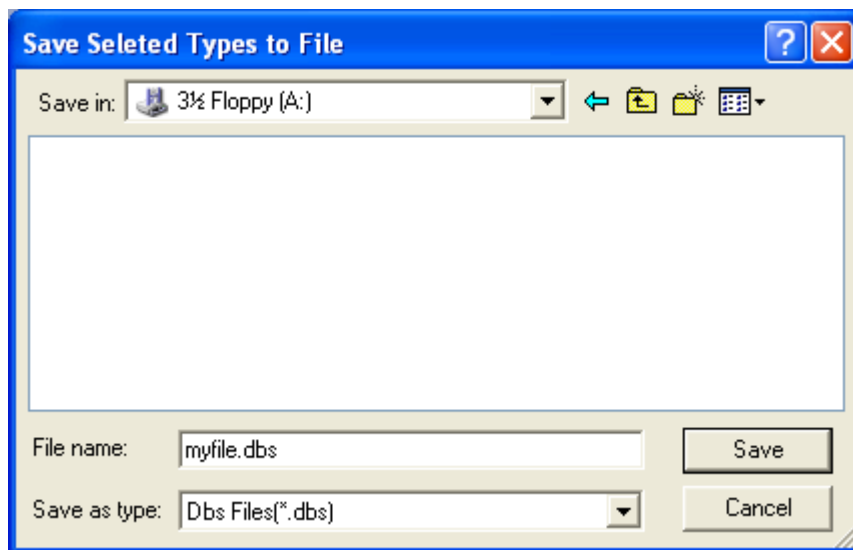 Save Seleted Types to File
Save in: 3½ Floppy (A:)
File name: myfile.dbs Save
Save as type: Dbs Files(*.dbs) Cancel